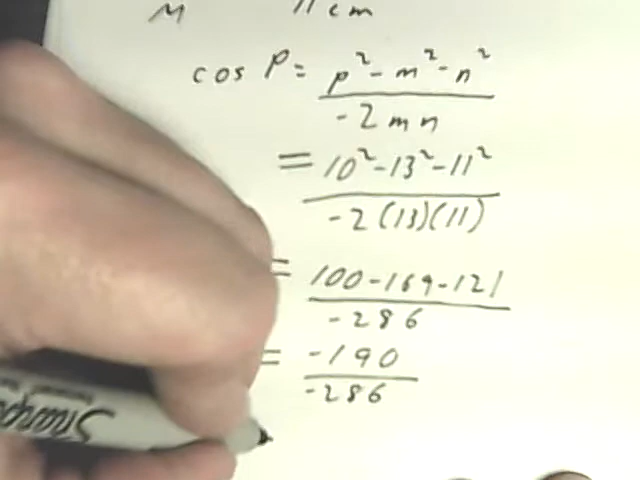 M 11 cm
cos P = p² - m² - n²
-2mn
= 10² - 13² - 11²
-2(13)(11)
= 100 - 169 - 121
-286
= -190
-286